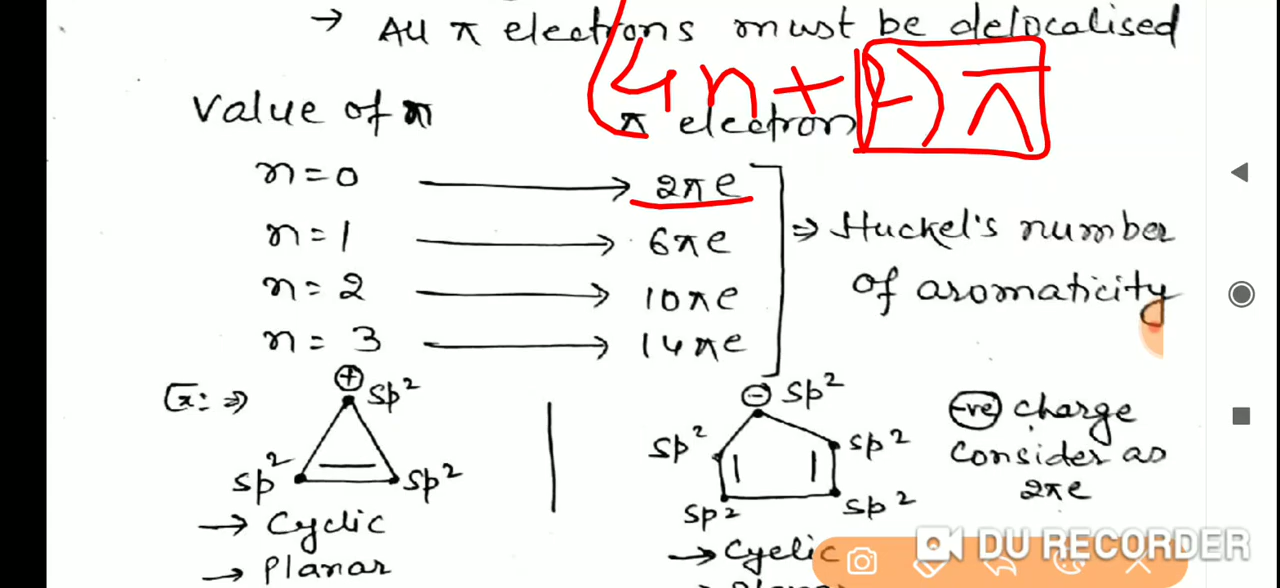 → All π electrons must be delocalised
(4n+2)π
Value of n π electron
n=0 → 2πe
n=1 → 6πe
n=2 → 10πe
n=3 → 14πe
⇒ Huckel's number
of aromaticity
Ex: ⇒
⊕ sp²
sp² sp²
→ Cyclic
→ Planar
⊖ sp²
sp² sp²
sp² sp²
-ve charge
consider as
2πe
→ Cyclic
DU RECORDER